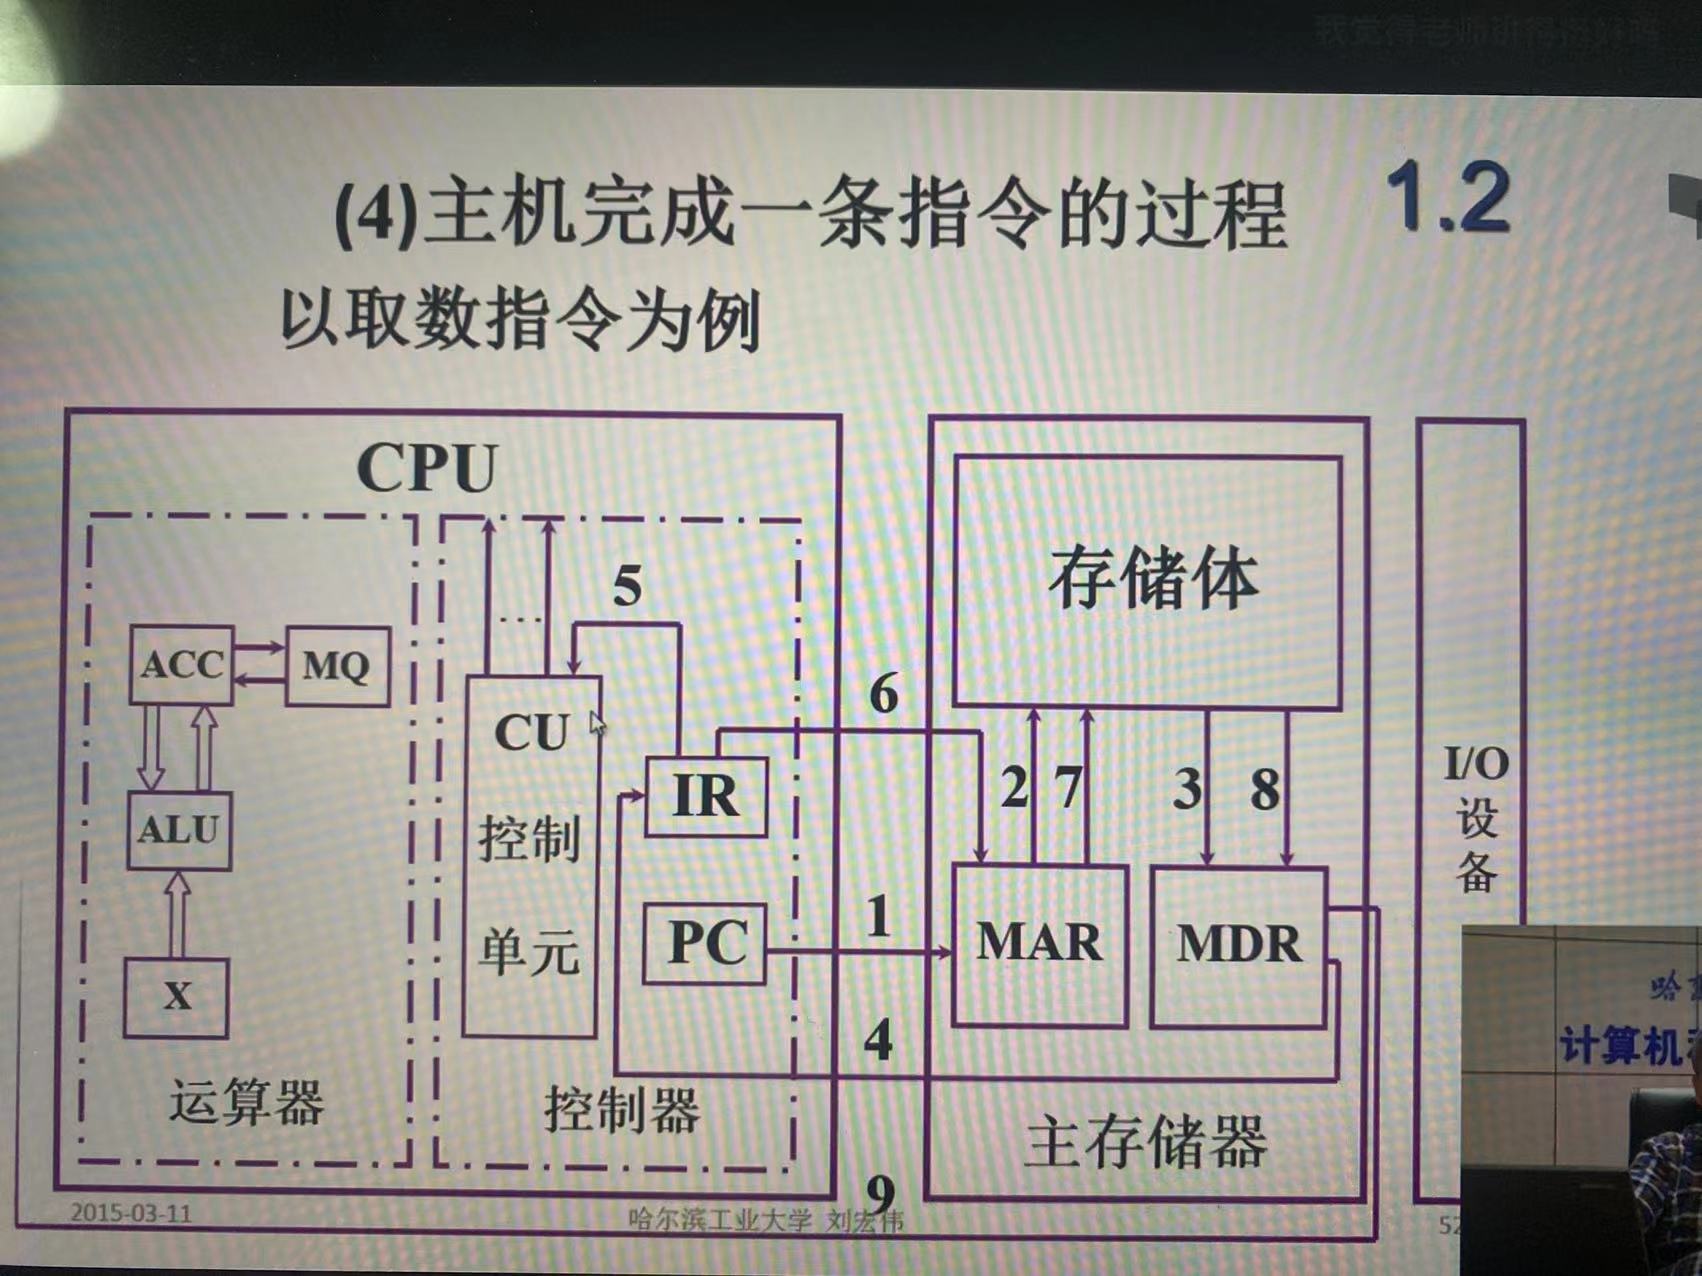 (4)主机完成一条指令的过程
1.2
以取数指令为例
CPU
ACC
MQ
ALU
X
运算器
5
...
CU
控制
单元
IR
PC
控制器
6
1
4
9
存储体
2
7
3
8
MAR
MDR
主存储器
I/O
设
备
计算机
2015-03-11
哈尔滨工业大学 刘宏伟